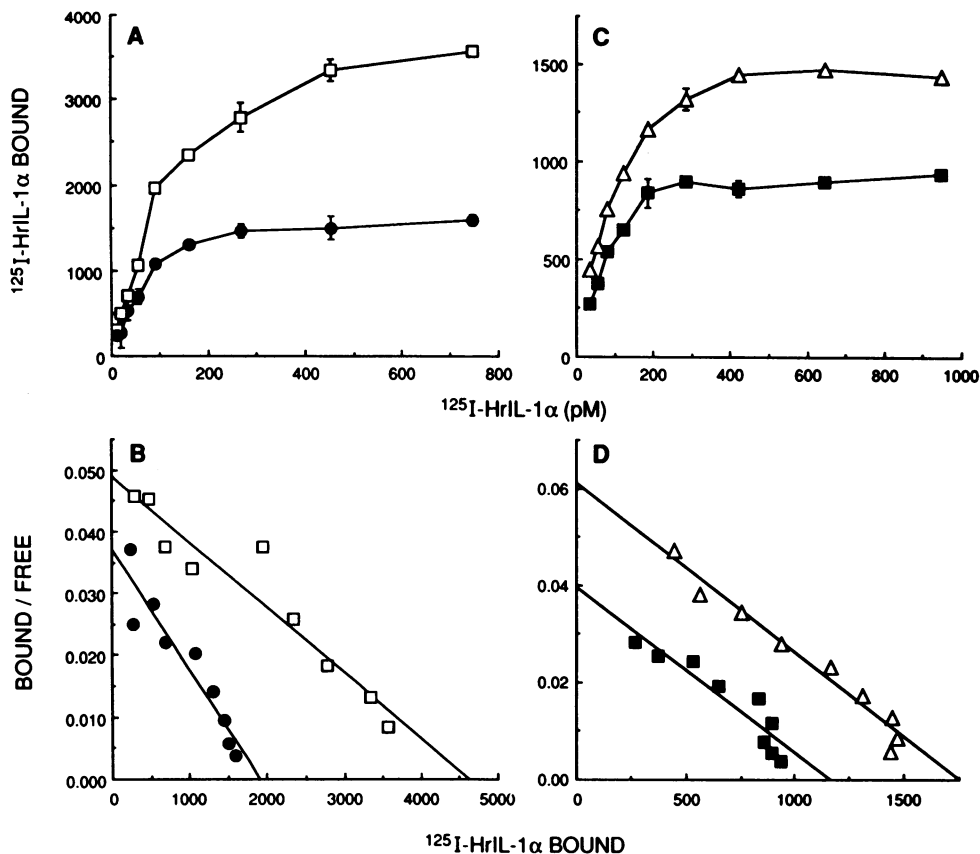 A
C
¹²⁵I-HrIL-1α BOUND
4000
3000
2000
1000
0
0 200 400 600 800
1500
1000
500
0
0 200 400 600 800 1000
¹²⁵I-HrIL-1α (pM)
B
D
BOUND / FREE
0.050
0.040
0.030
0.020
0.010
0.000
0 1000 2000 3000 4000 5000
0.06
0.04
0.02
0.00
0 500 1000 1500
¹²⁵I-HrIL-1α BOUND